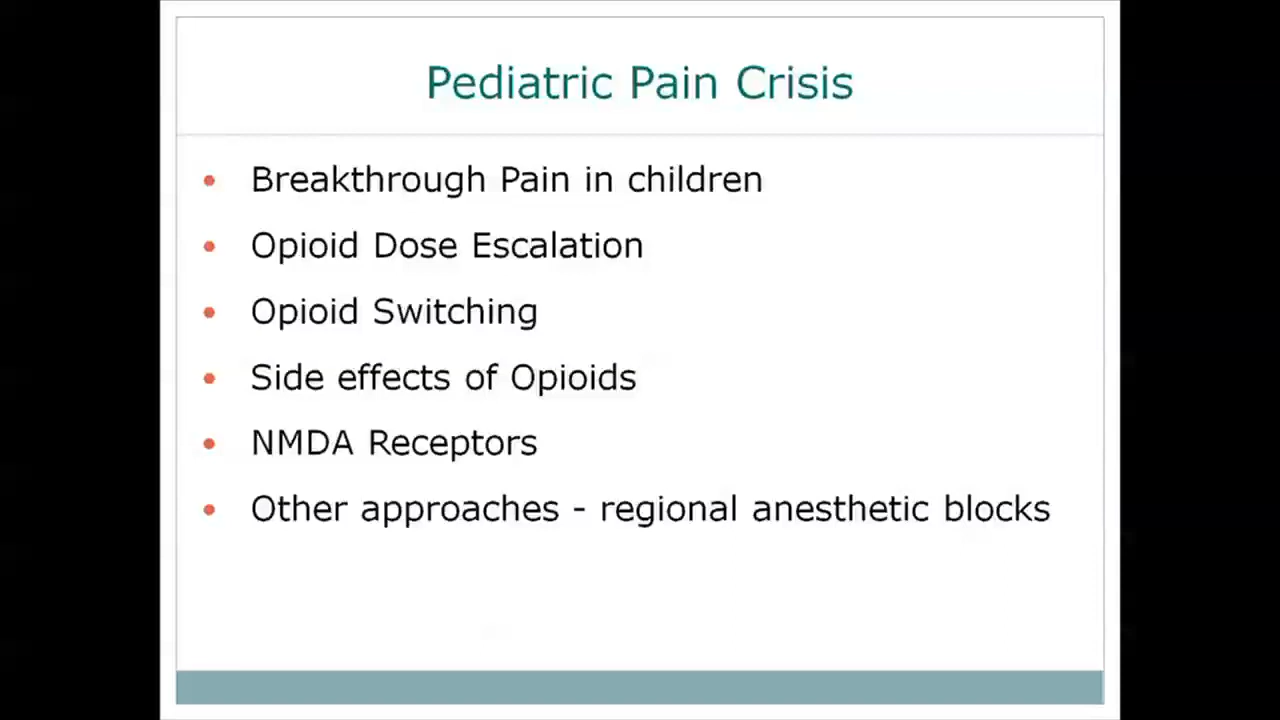 Pediatric Pain Crisis
• Breakthrough Pain in children
• Opioid Dose Escalation
• Opioid Switching
• Side effects of Opioids
• NMDA Receptors
• Other approaches - regional anesthetic blocks